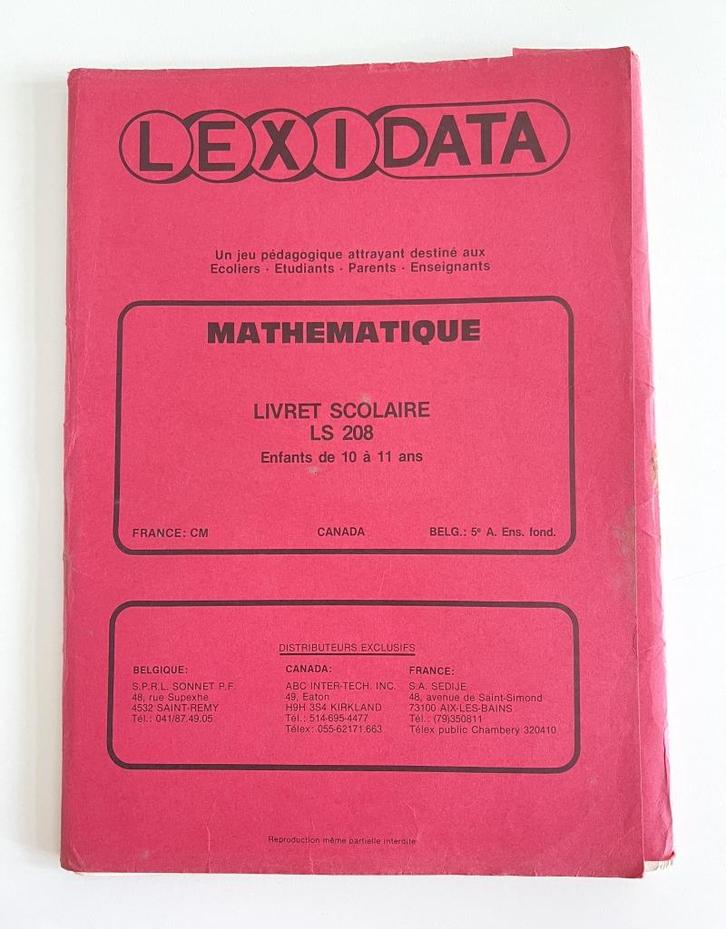 LEXIDATA
Un jeu pédagogique attrayant destiné aux
Ecoliers · Etudiants · Parents · Enseignants
MATHEMATIQUE
LIVRET SCOLAIRE
LS 208
Enfants de 10 à 11 ans
FRANCE: CM CANADA BELG.: 5e A. Ens. fond.
DISTRIBUTEURS EXCLUSIFS
BELGIQUE:
S.P.R.L. SONNET P.F.
48, rue Supexhe
4532 SAINT-REMY
Tél.: 041/87.49.05
CANADA:
ABC INTER-TECH. INC.
49, Eaton
H9H 3S4 KIRKLAND
Tél.: 514-695-4477
Télex: 055-62171.663
FRANCE:
S.A. SEDIJE
48, avenue de Saint-Simond
73100 AIX-LES-BAINS
Tél.: (79)350811
Télex public Chambery 320410
Reproduction même partielle interdite